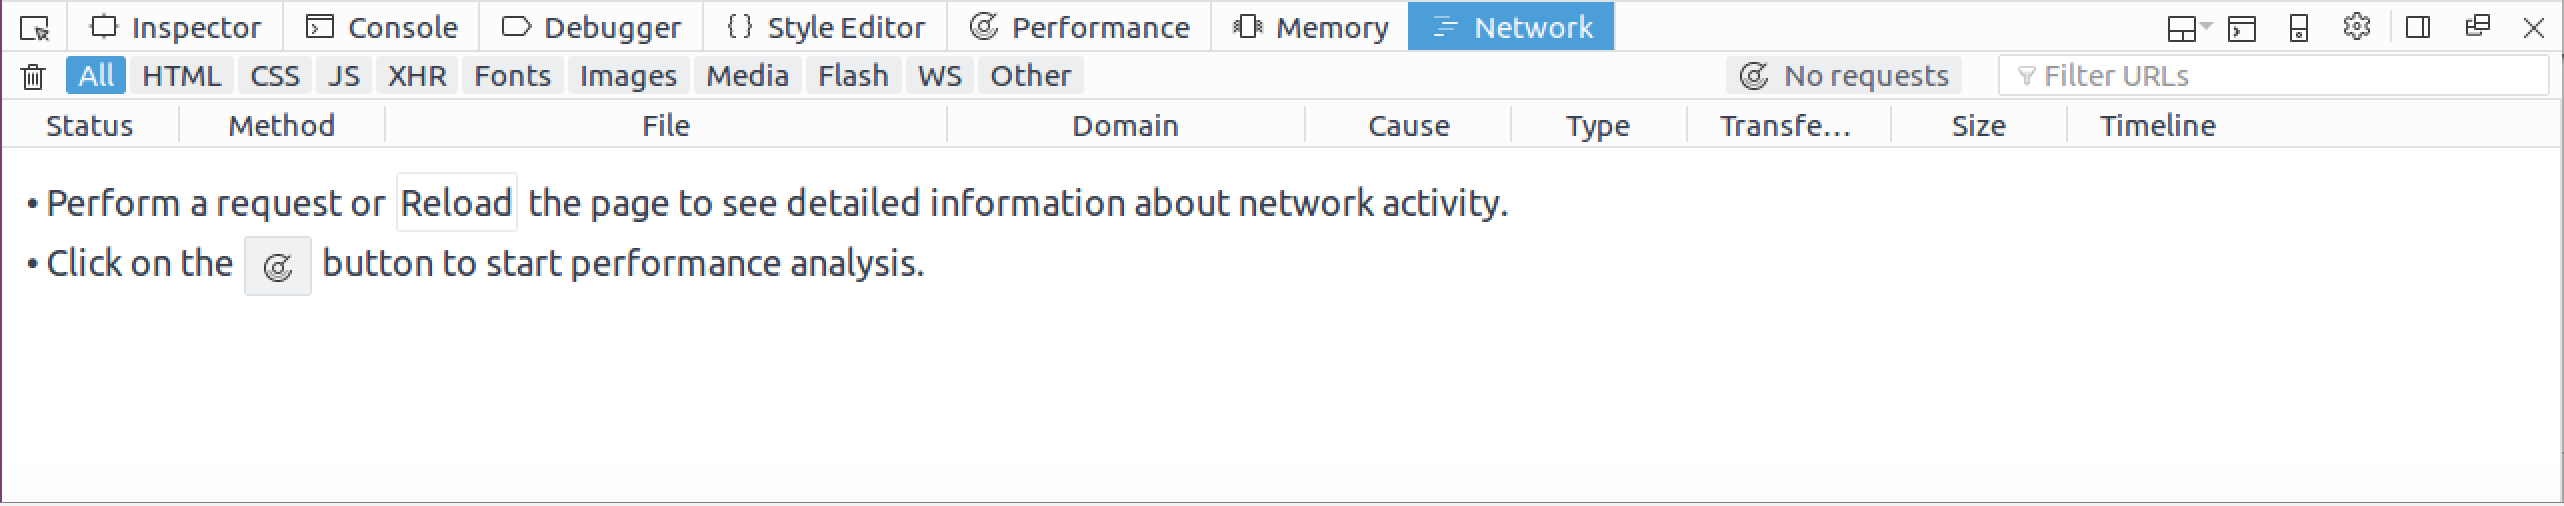 Inspector Console Debugger {} Style Editor Performance Memory Network
All HTML CSS JS XHR Fonts Images Media Flash WS Other No requests Filter URLs
Status Method File Domain Cause Type Transfe... Size Timeline
• Perform a request or Reload the page to see detailed information about network activity.
• Click on the button to start performance analysis.